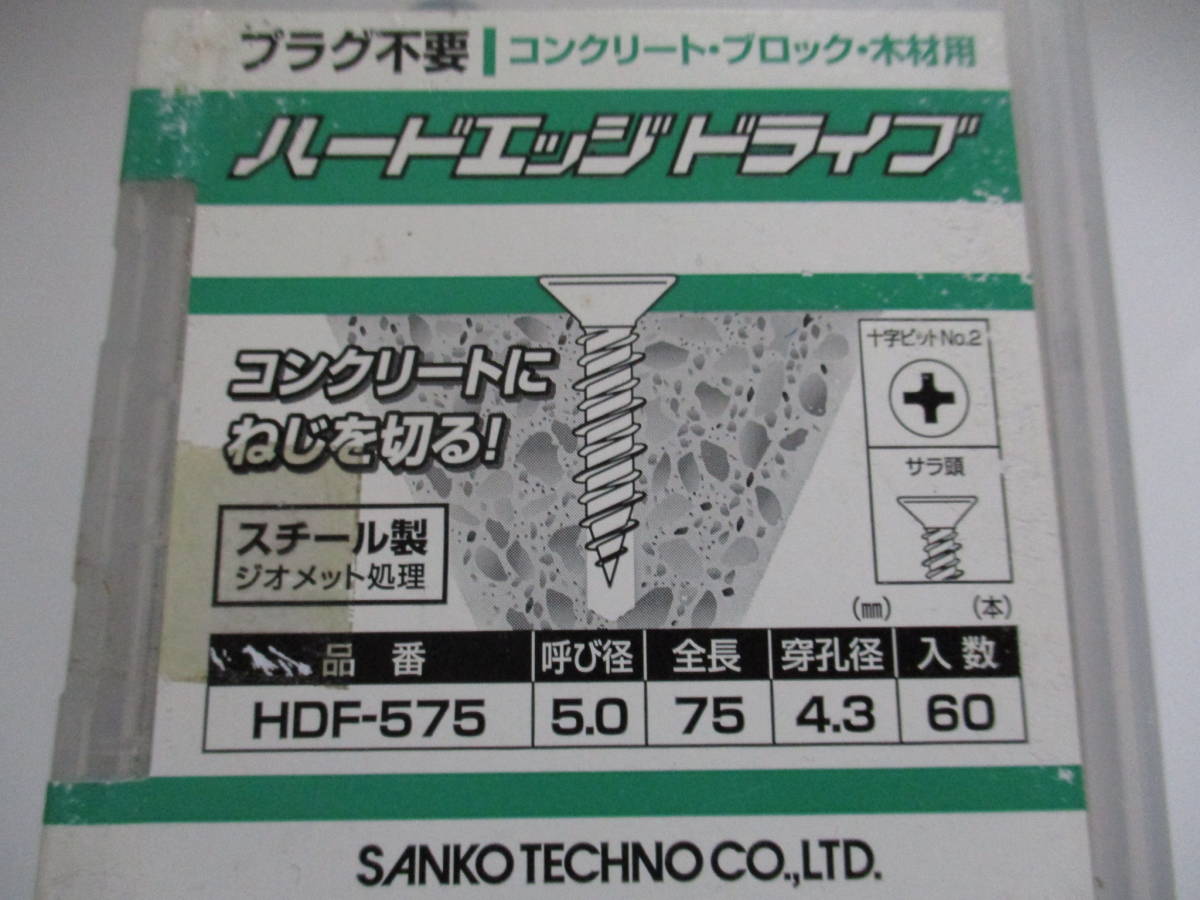 プラグ不要 コンクリート・ブロック・木材用
ハードエッジドライブ
コンクリートに
ねじを切る!
十字ビットNo.2
サラ頭
スチール製
ジオメット処理
(mm) (本)
品番 呼び径 全長 穿孔径 入数
HDF-575 5.0 75 4.3 60
SANKO TECHNO CO.,LTD.